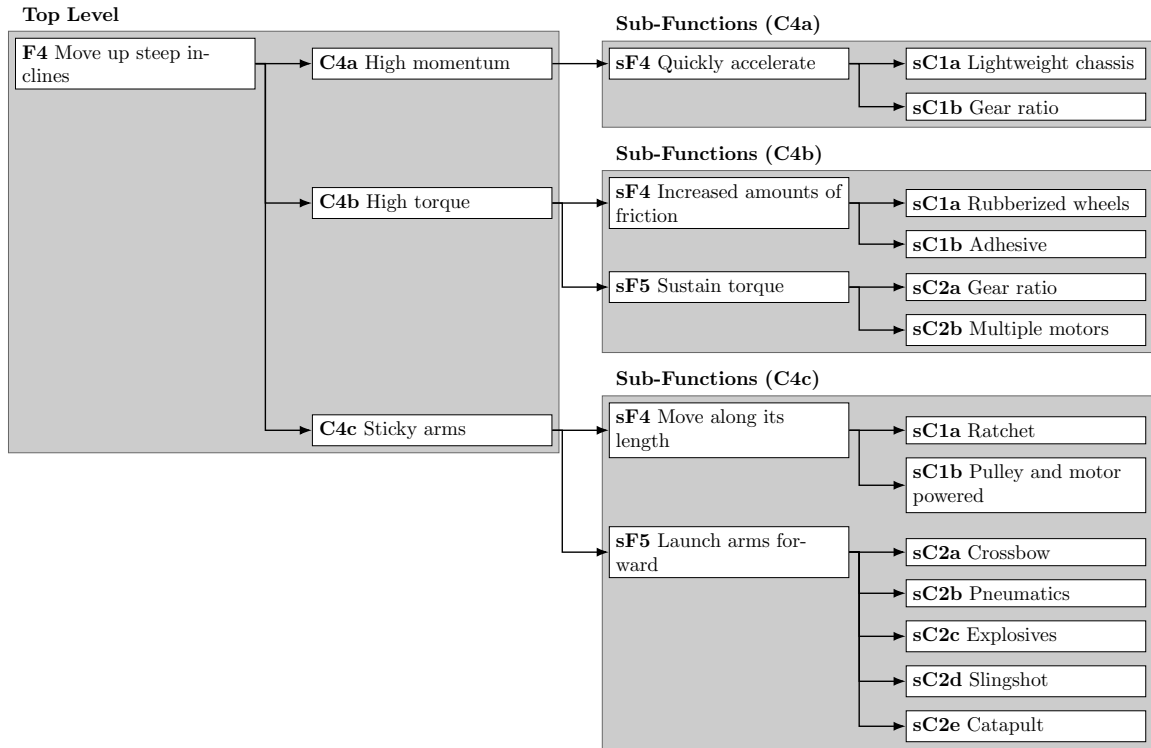 Top Level
F4 Move up steep in-
clines
C4a High momentum
C4b High torque
C4c Sticky arms
Sub-Functions (C4a)
sF4 Quickly accelerate
sC1a Lightweight chassis
sC1b Gear ratio
Sub-Functions (C4b)
sF4 Increased amounts of
friction
sC1a Rubberized wheels
sC1b Adhesive
sF5 Sustain torque
sC2a Gear ratio
sC2b Multiple motors
Sub-Functions (C4c)
sF4 Move along its
length
sC1a Ratchet
sC1b Pulley and motor
powered
sF5 Launch arms for-
ward
sC2a Crossbow
sC2b Pneumatics
sC2c Explosives
sC2d Slingshot
sC2e Catapult